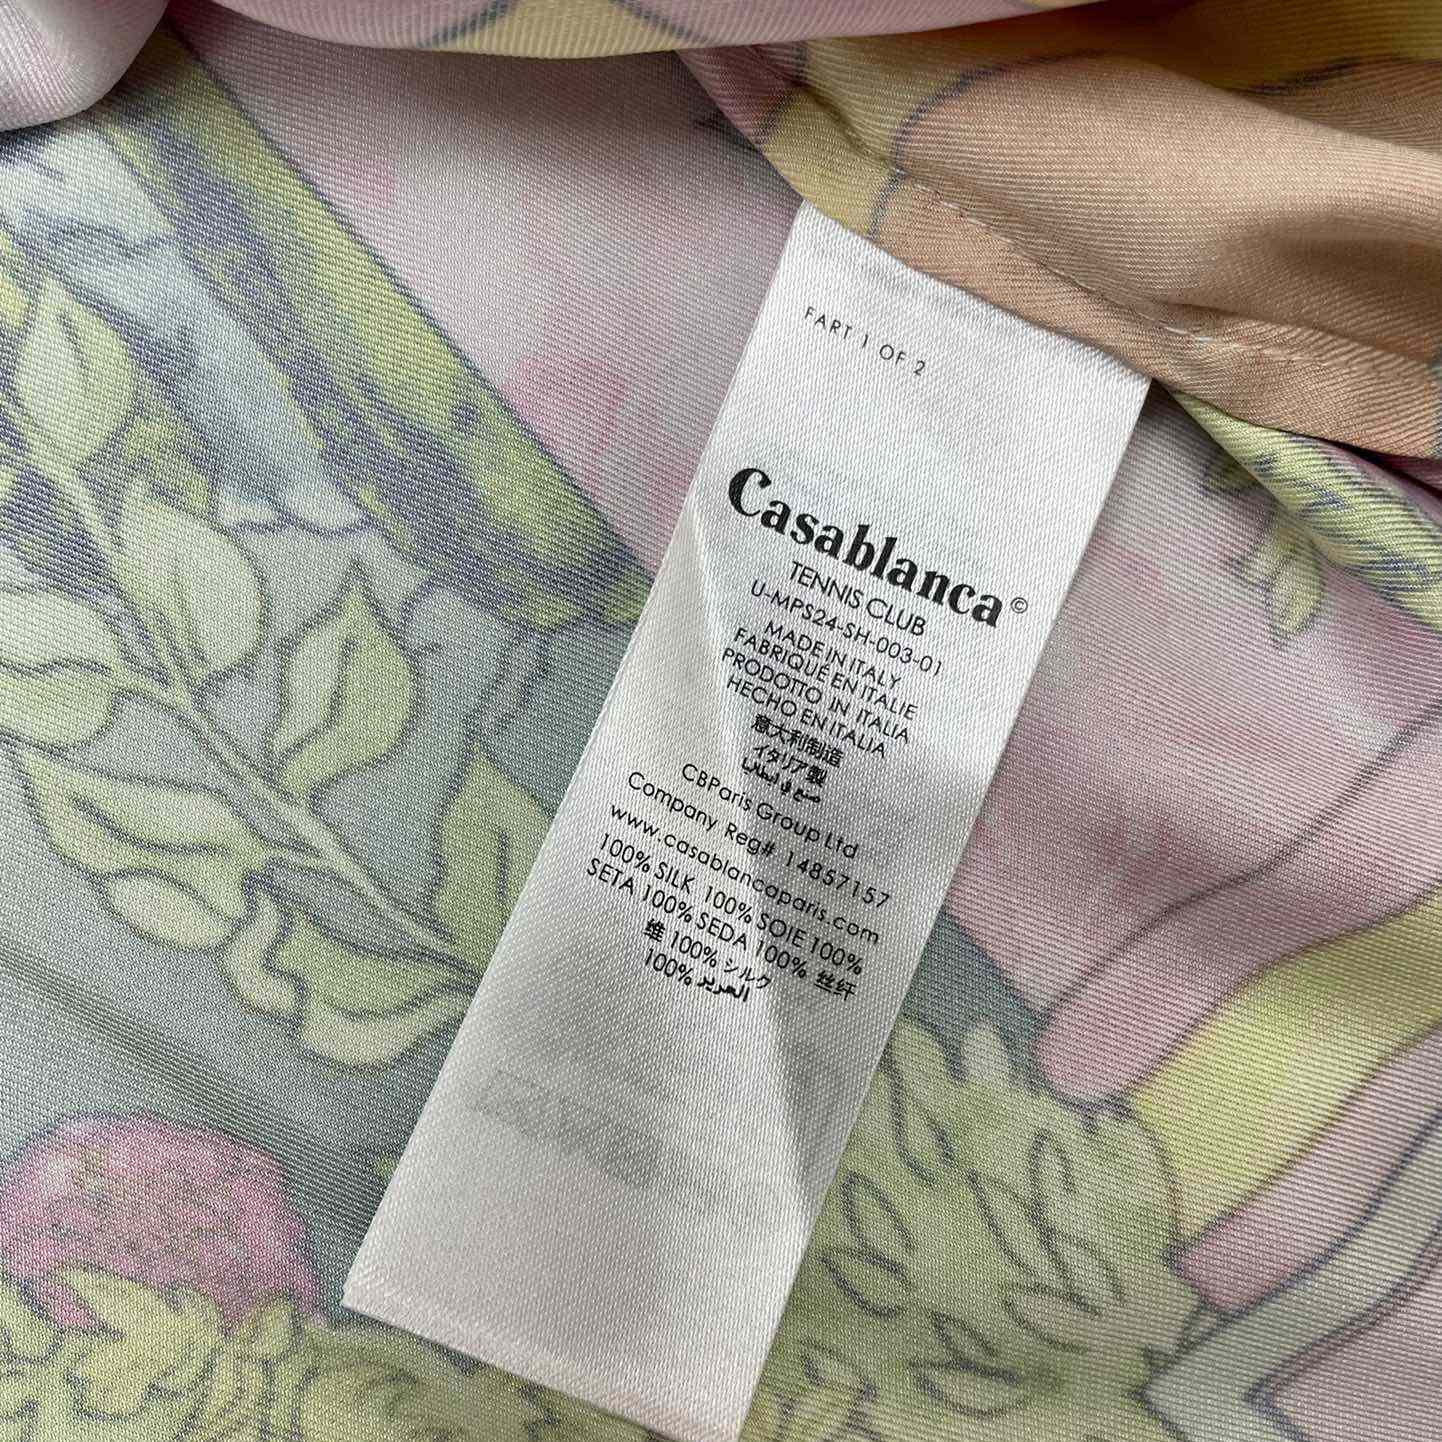 FART 1 OF 2
Casablanca©
TENNIS CLUB
U-MPS24-SH-003-01
MADE IN ITALY
FABRIQUÉ EN ITALIE
PRODOTTO IN ITALIA
HECHO EN ITALIA
意大利制造
イタリア製
صنع في ايطاليا
CBParis Group Ltd
Company Reg# 14857157
www.casablancaparis.com
100% SILK 100% SOIE 100%
SETA 100% SEDA 100% 丝纤
维 100% シルク
100% الحرير